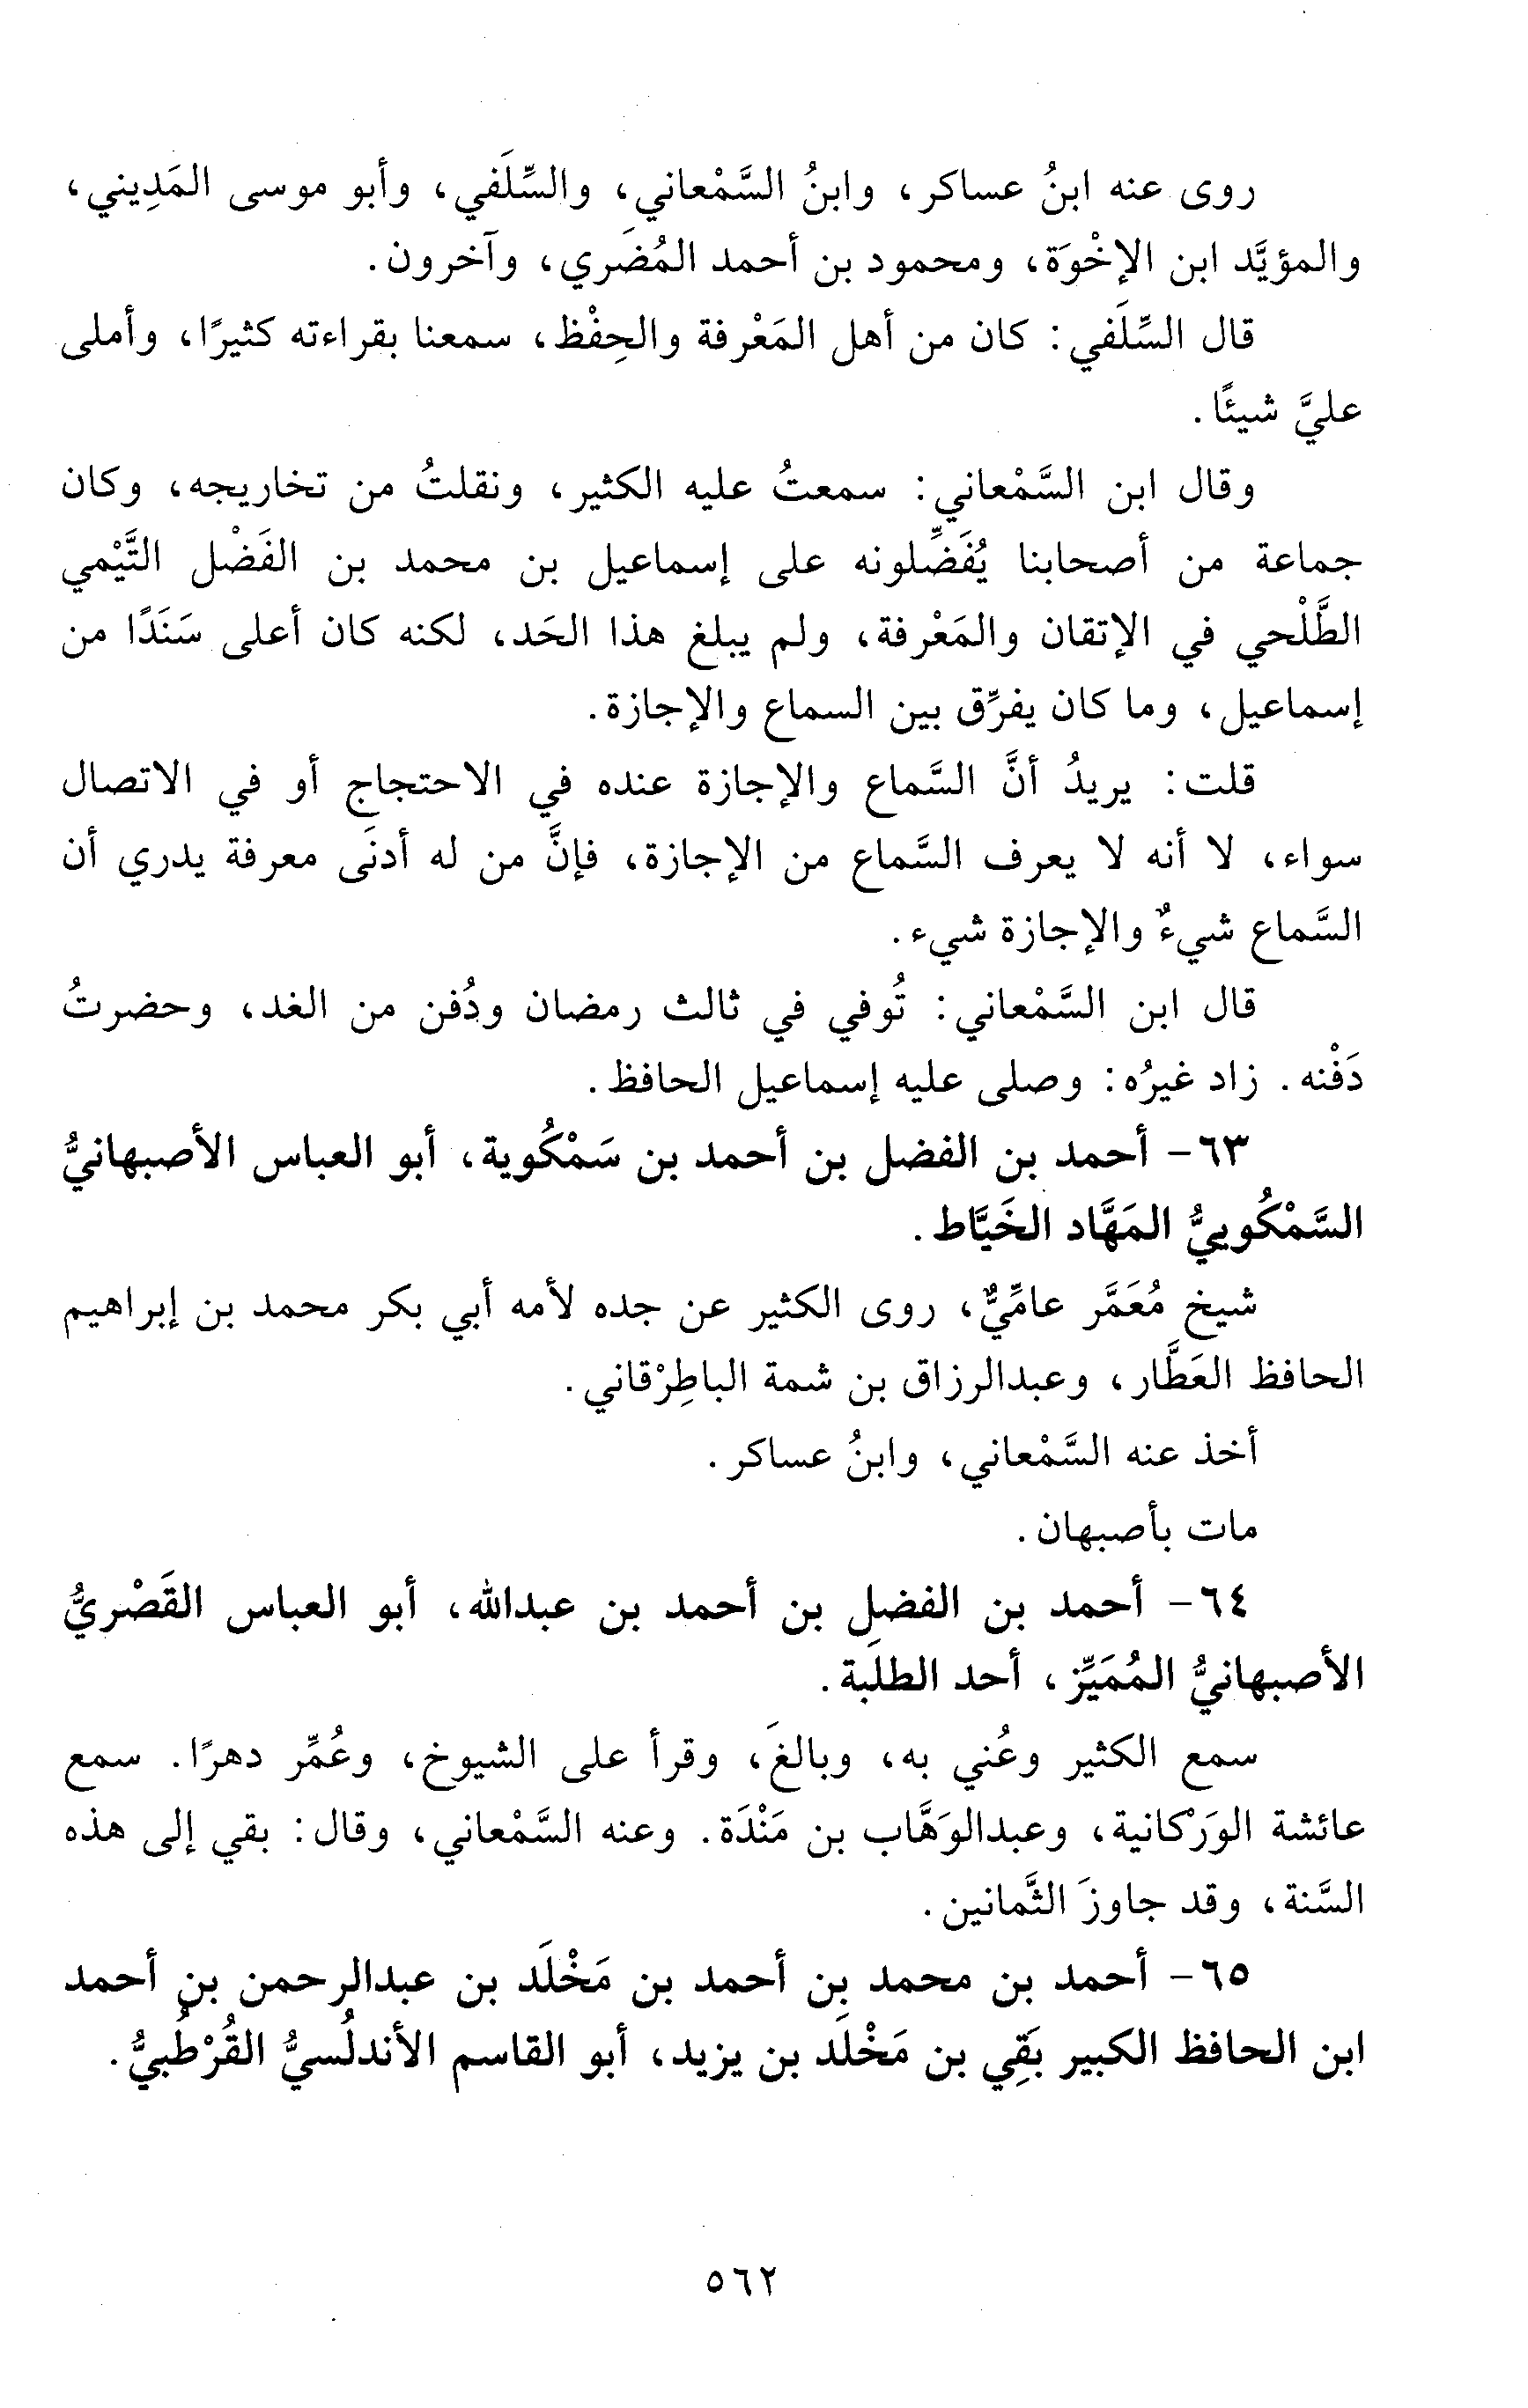 روى عنه ابنُ عساكر، وابنُ السَّمْعاني، والسِّلَفي، وأبو موسى المَدِيني،
والمؤيَّد ابن الإخْوَة، ومحمود بن أحمد المُضَري، وآخرون.
قال السِّلَفي: كان من أهل المَعْرفة والحِفْظ، سمعنا بقراءته كثيرًا، وأملى
عليَّ شيئًا.
وقال ابن السَّمْعاني: سمعتُ عليه الكثير، ونقلتُ من تخاريجه، وكان
جماعة من أصحابنا يُفَضِّلونه على إسماعيل بن محمد بن الفَضْل التَّيْمي
الطَّلْحي في الإتقان والمَعْرفة، ولم يبلغ هذا الحَد، لكنه كان أعلى سَنَدًا من
إسماعيل، وما كان يفرِّق بين السماع والإجازة.
قلت: يريدُ أنَّ السَّماع والإجازة عنده في الاحتجاج أو في الاتصال
سواء، لا أنه لا يعرف السَّماع من الإجازة، فإنَّ من له أدنَى معرفة يدري أن
السَّماع شيءٌ والإجازة شيء.
قال ابن السَّمْعاني: تُوفي في ثالث رمضان ودُفن من الغد، وحضرتُ
دَفْنه. زاد غيرُه: وصلى عليه إسماعيل الحافظ.
٦٣- أحمد بن الفضل بن أحمد بن سَمْكُوية، أبو العباس الأصبهانيُّ
السَّمْكُوييُّ المَهَّاد الخَيَّاط.
شيخ مُعَمَّر عامِّيٌّ، روى الكثير عن جده لأمه أبي بكر محمد بن إبراهيم
الحافظ العَطَّار، وعبدالرزاق بن شمة الباطِرْقاني.
أخذ عنه السَّمْعاني، وابنُ عساكر.
مات بأصبهان.
٦٤- أحمد بن الفضل بن أحمد بن عبدالله، أبو العباس القَصْريُّ
الأصبهانيُّ المُمَيِّز، أحد الطلَبة.
سمع الكثير وعُني به، وبالغَ، وقرأ على الشيوخ، وعُمِّر دهرًا. سمع
عائشة الوَرْكانية، وعبدالوَهَّاب بن مَنْدَة. وعنه السَّمْعاني، وقال: بقي إلى هذه
السَّنة، وقد جاوزَ الثَّمانين.
٦٥- أحمد بن محمد بن أحمد بن مَخْلَد بن عبدالرحمن بن أحمد
ابن الحافظ الكبير بَقِي بن مَخْلَد بن يزيد، أبو القاسم الأندلُسيُّ القُرْطُبيُّ.
٥٦٢